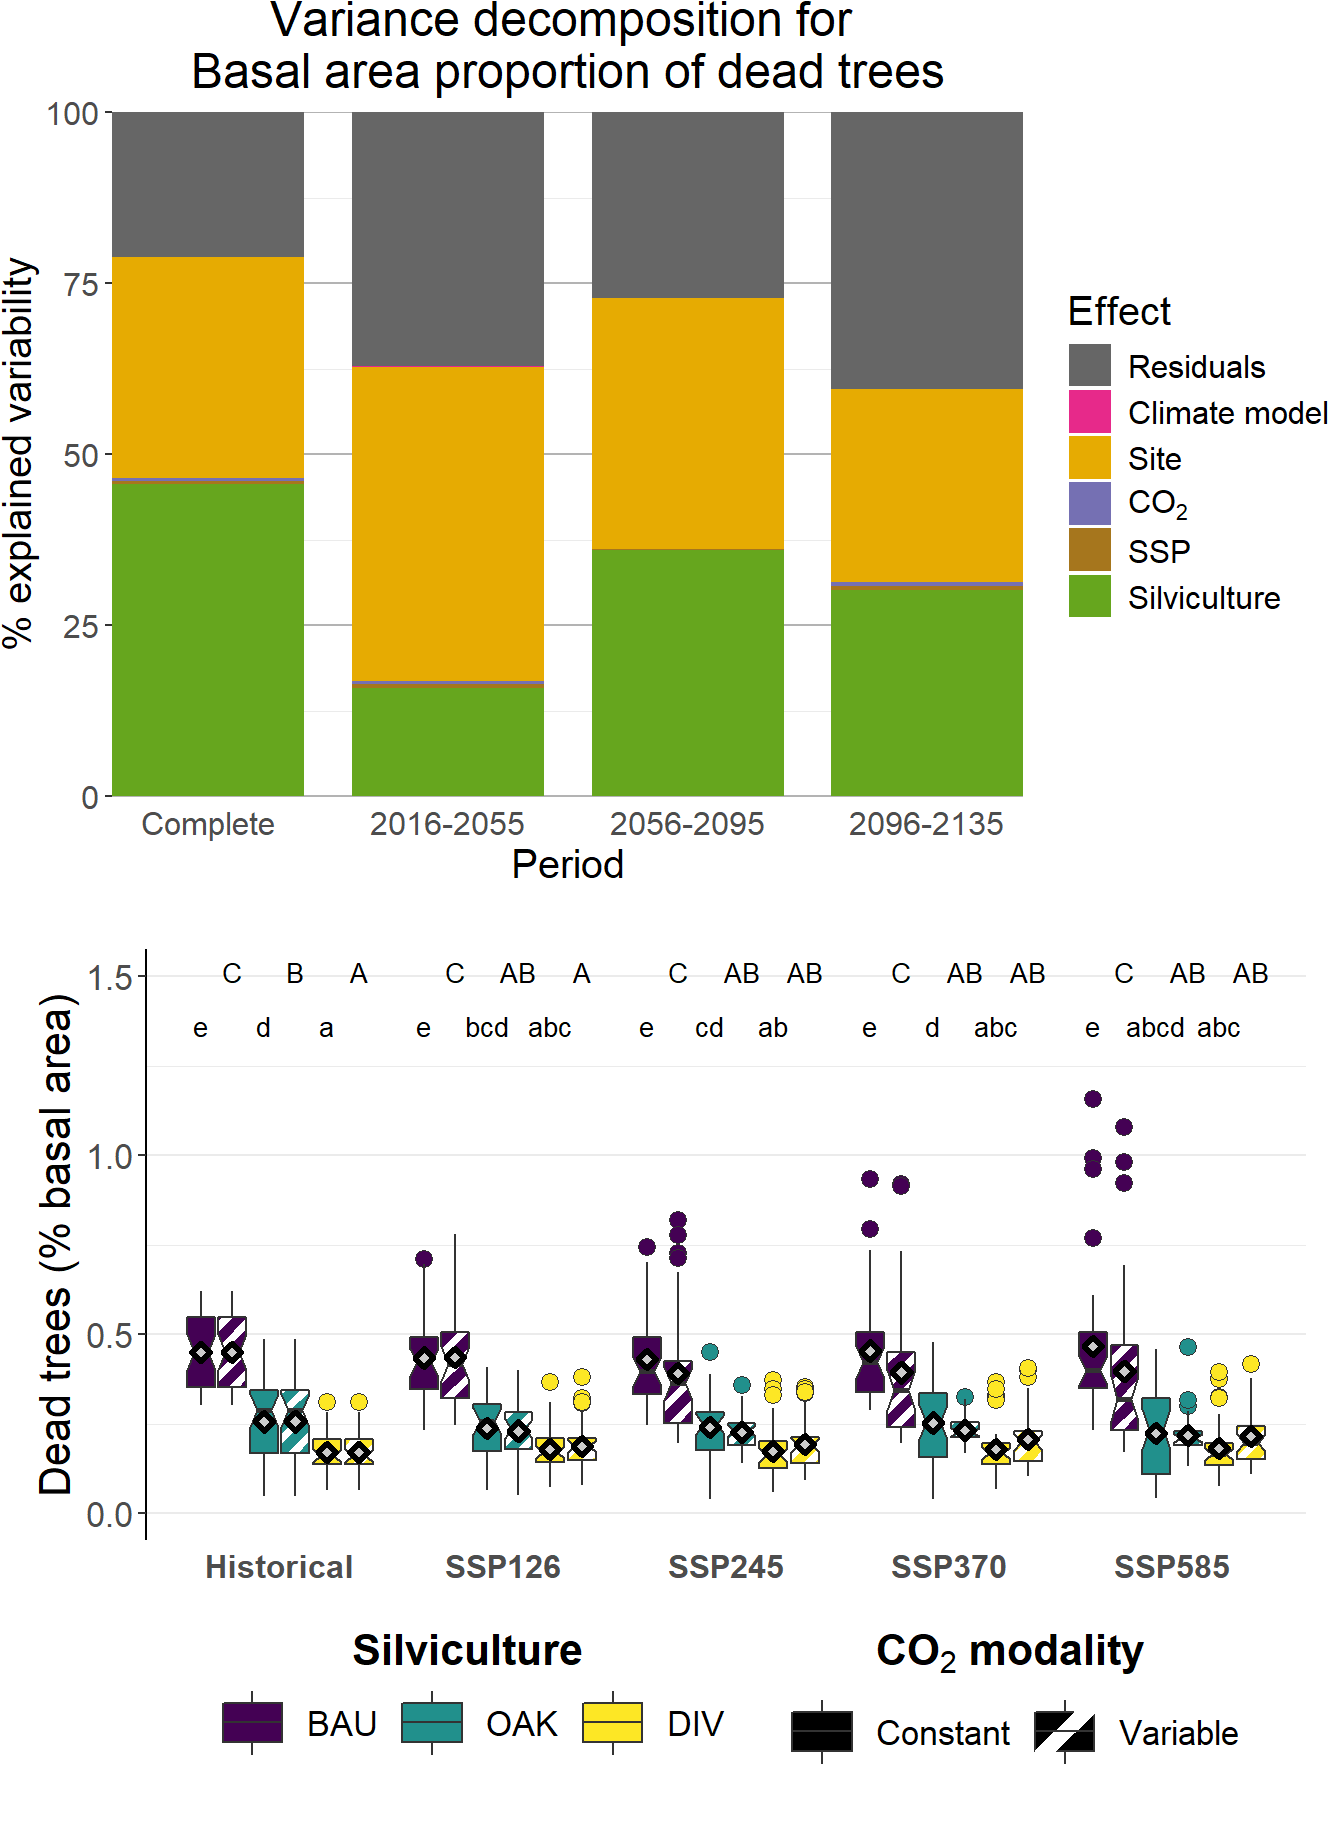 Variance decomposition for
Basal area proportion of dead trees
% explained variability
100
75
50
25
0
Complete 2016-2055 2056-2095 2096-2135
Period
Effect
Residuals
Climate model
Site
CO₂
SSP
Silviculture
Dead trees (% basal area)
1.5
1.0
0.5
0.0
C B A C AB A C AB AB C AB AB C AB AB
e d a e bcd abc e cd ab e d abc e abcd abc
Historical SSP126 SSP245 SSP370 SSP585
Silviculture
BAU OAK DIV
CO₂ modality
Constant Variable